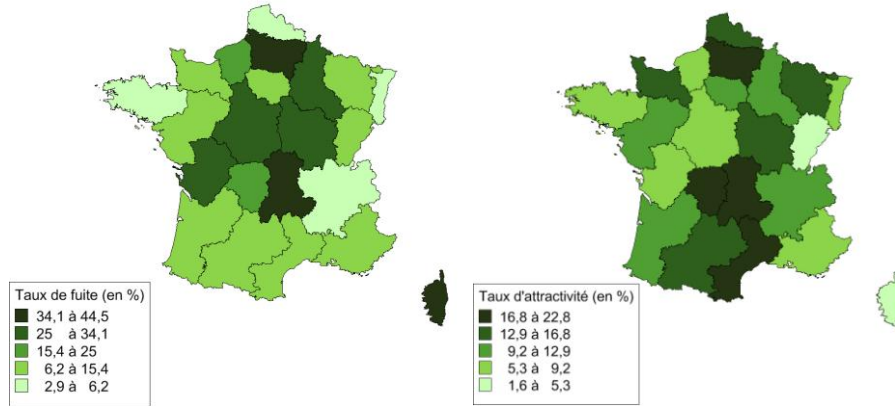 Taux de fuite (en %)
34,1 à 44,5
25 à 34,1
15,4 à 25
6,2 à 15,4
2,9 à 6,2
Taux d'attractivité (en %)
16,8 à 22,8
12,9 à 16,8
9,2 à 12,9
5,3 à 9,2
1,6 à 5,3